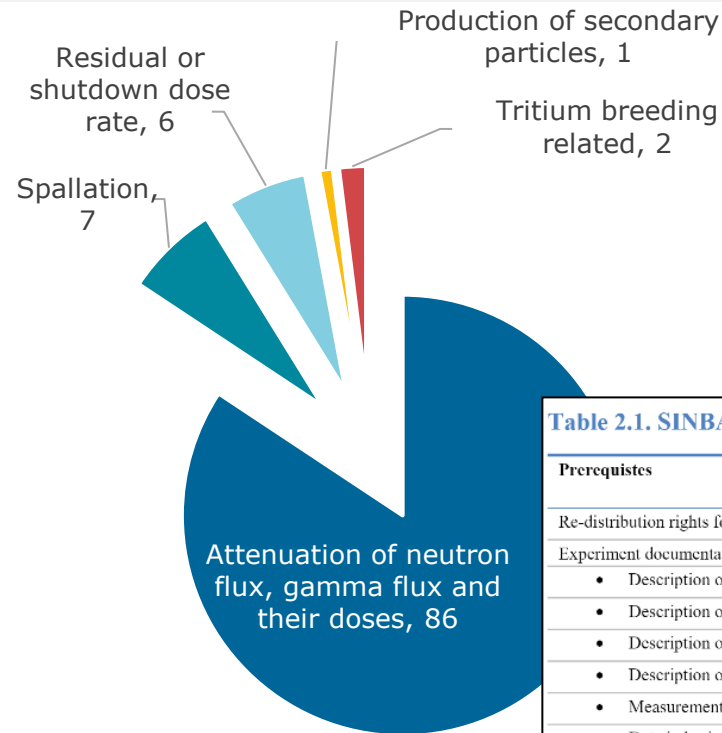 Production of secondary
particles, 1
Residual or
shutdown dose
rate, 6
Tritium breeding
related, 2
Spallation,
7
Attenuation of neutron
flux, gamma flux and
their doses, 86
Table 2.1. SINBA
Prerequistes
Re-distribution rights f
Experiment documenta
• Description o
• Description o
• Description o
• Description o
• Measurement